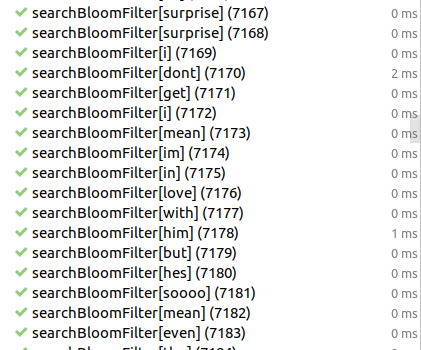 searchBloomFilter[surprise] (7167) 0 ms
searchBloomFilter[surprise] (7168) 0 ms
searchBloomFilter[i] (7169) 0 ms
searchBloomFilter[dont] (7170) 2 ms
searchBloomFilter[get] (7171) 0 ms
searchBloomFilter[i] (7172) 0 ms
searchBloomFilter[mean] (7173) 0 ms
searchBloomFilter[im] (7174) 0 ms
searchBloomFilter[in] (7175) 0 ms
searchBloomFilter[love] (7176) 0 ms
searchBloomFilter[with] (7177) 0 ms
searchBloomFilter[him] (7178) 1 ms
searchBloomFilter[but] (7179) 0 ms
searchBloomFilter[hes] (7180) 0 ms
searchBloomFilter[soooo] (7181) 0 ms
searchBloomFilter[mean] (7182) 0 ms
searchBloomFilter[even] (7183) 0 ms